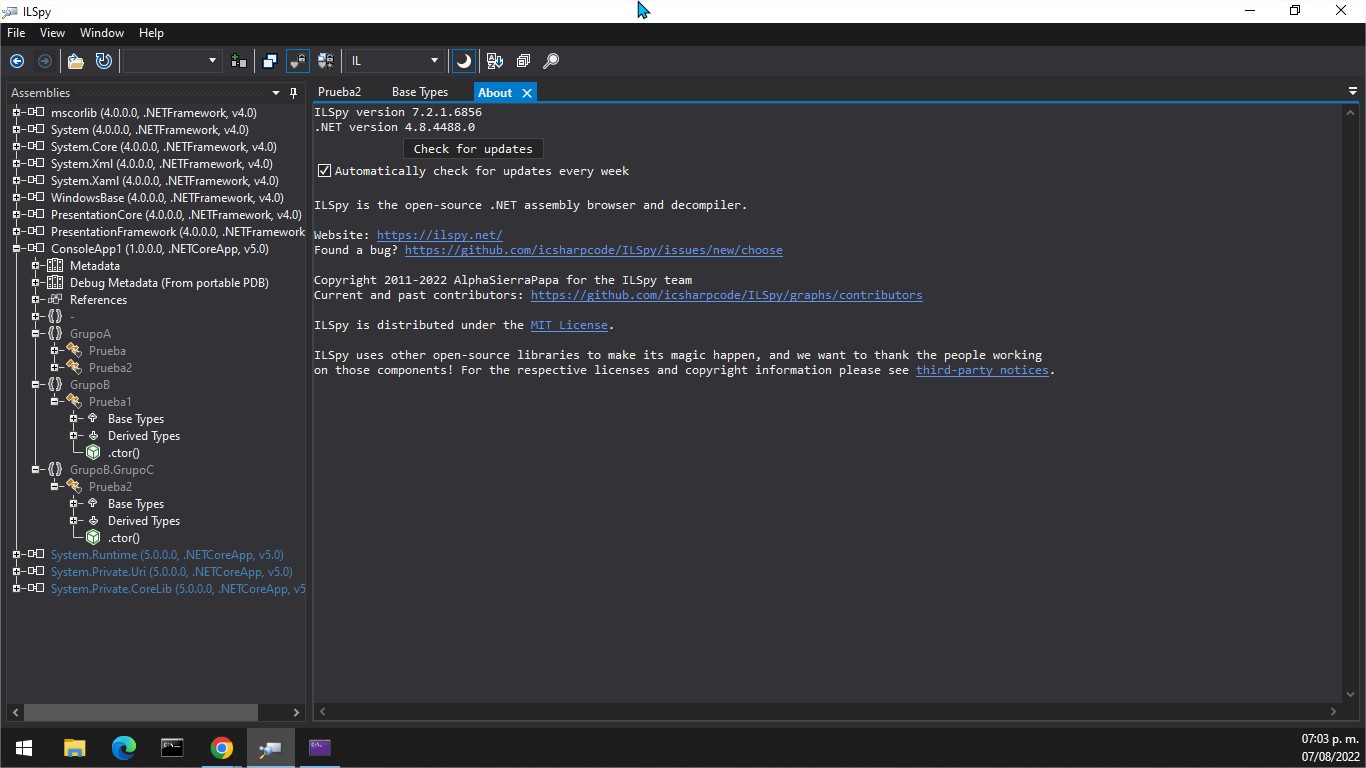 ILSpy
File View Window Help
IL
Assemblies
Prueba2 Base Types About
mscorlib (4.0.0.0, .NETFramework, v4.0)
System (4.0.0.0, .NETFramework, v4.0)
System.Core (4.0.0.0, .NETFramework, v4.0)
System.Xml (4.0.0.0, .NETFramework, v4.0)
System.Xaml (4.0.0.0, .NETFramework, v4.0)
WindowsBase (4.0.0.0, .NETFramework, v4.0)
PresentationCore (4.0.0.0, .NETFramework, v4.0)
PresentationFramework (4.0.0.0, .NETFramework
ConsoleApp1 (1.0.0.0, .NETCoreApp, v5.0)
Metadata
Debug Metadata (From portable PDB)
References
-
GrupoA
Prueba
Prueba2
GrupoB
Prueba1
Base Types
Derived Types
.ctor()
GrupoB.GrupoC
Prueba2
Base Types
Derived Types
.ctor()
System.Runtime (5.0.0.0, .NETCoreApp, v5.0)
System.Private.Uri (5.0.0.0, .NETCoreApp, v5.0)
System.Private.CoreLib (5.0.0.0, .NETCoreApp, v5
ILSpy version 7.2.1.6856
.NET version 4.8.4488.0
Check for updates
Automatically check for updates every week
ILSpy is the open-source .NET assembly browser and decompiler.
Website: https://ilspy.net/
Found a bug? https://github.com/icsharpcode/ILSpy/issues/new/choose
Copyright 2011-2022 AlphaSierraPapa for the ILSpy team
Current and past contributors: https://github.com/icsharpcode/ILSpy/graphs/contributors
ILSpy is distributed under the MIT License.
ILSpy uses other open-source libraries to make its magic happen, and we want to thank the people working
on those components! For the respective licenses and copyright information please see third-party notices.
07:03 p. m.
07/08/2022